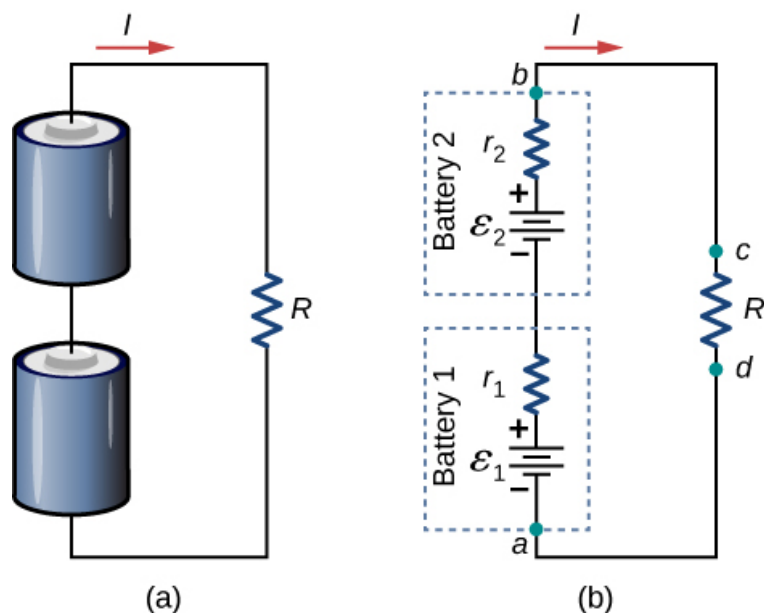 I
R
(a)
I
b
r2
Battery 2
+
ε2
−
c
R
d
r1
Battery 1
+
ε1
−
a
(b)